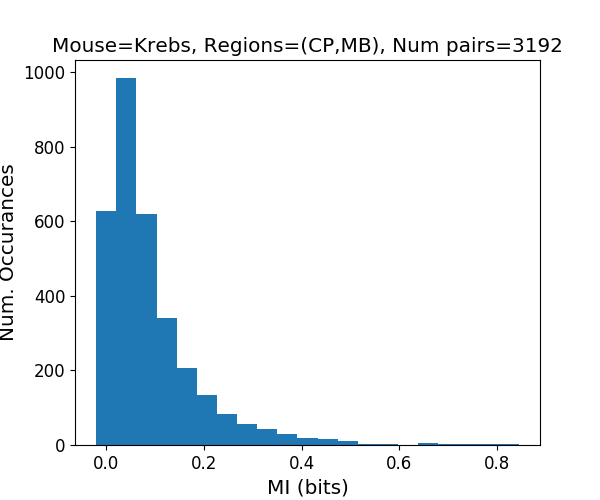 Mouse=Krebs, Regions=(CP,MB), Num pairs=3192
1000
800
600
400
200
0
Num. Occurances
0.0 0.2 0.4 0.6 0.8
MI (bits)